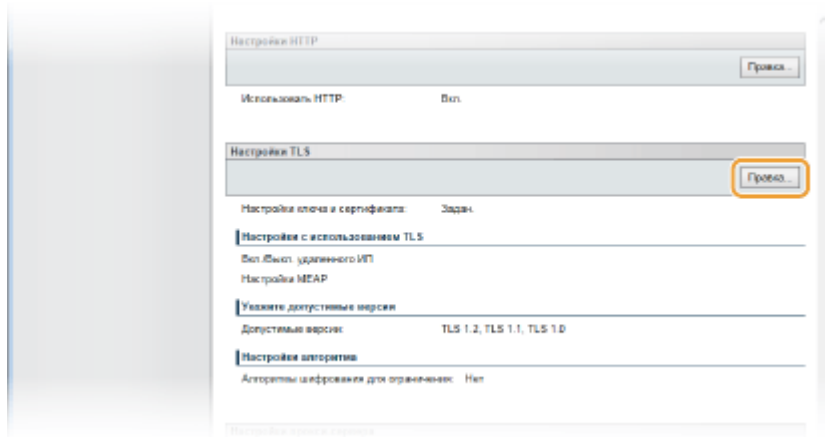 Настройки HTTP
Правка...
Использовать HTTP: Вкл.
Настройки TLS
Правка...
Настройки ключа и сертификата: Задан.
Настройки с использованием TLS
Вкл./Выкл. удаленного ИП
Настройки MEAP
Укажите допустимые версии
Допустимые версии: TLS 1.2, TLS 1.1, TLS 1.0
Настройки алгоритма
Алгоритмы шифрования для ограничения: Нет